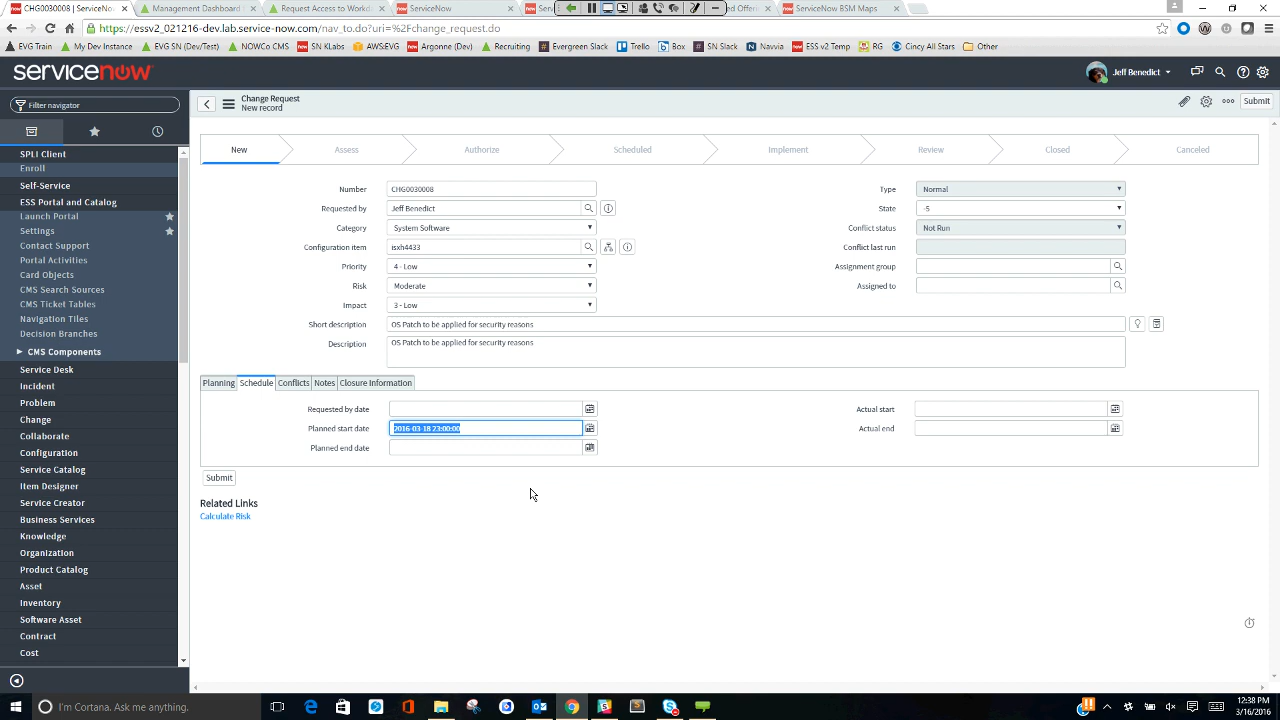 CHG0030008 | ServiceNo
Management Dashboard |
Request Access to Workda
ServiceNow
Serv
d Offeri
ServiceNow BSM Maps
https://essv2_021216-dev.lab.service-now.com/nav_to.do?uri=%2Fchange_request.do
EVG Train
My Dev (Test)
EVG SN (Dev/Test)
NOWCo CMD
SN KITs
AWS/EVG
Argonne (Dev)
Recruiting
Evergreen Slack
Trello
Box
SN Slack
Navvia
ESS v2 Temp
RG
Cincy All Stars
Other
servicenow
Jeff Benedict
Filter navigator
Change Request
New record
Submit
SPLI Client
Enroll
Self-Service
ESS Portal and Catalog
Launch Portal
Settings
Contact Support
Portal Activities
Card Objects
CMS Search Sources
CMS Ticket Tables
Navigation Tiles
Decision Branches
CMS Components
Service Desk
Incident
Problem
Change
Collaborate
Configuration
Service Catalog
Item Designer
Service Creator
Business Services
Knowledge
Organization
Product Catalog
Asset
Inventory
Software Asset
Contract
Cost
New
Assess
Authorize
Scheduled
Implement
Review
Closed
Canceled
Number CHG0030008
Type Normal
Requested by Jeff Benedict
State -5
Category System Software
Conflict status Not Run
Configuration item isxh4433
Conflict last run
Priority 4 - Low
Assignment group
Risk Moderate
Assigned to
Impact 3 - Low
Short description OS Patch to be applied for security reasons
Description OS Patch to be applied for security reasons
Planning Schedule Conflicts Notes Closure Information
Requested by date
Actual start
Planned start date 2016-03-18 23:00:00
Actual end
Planned end date
Submit
Related Links
Calculate Risk
I'm Cortana. Ask me anything.
12:38 PM
3/16/2016